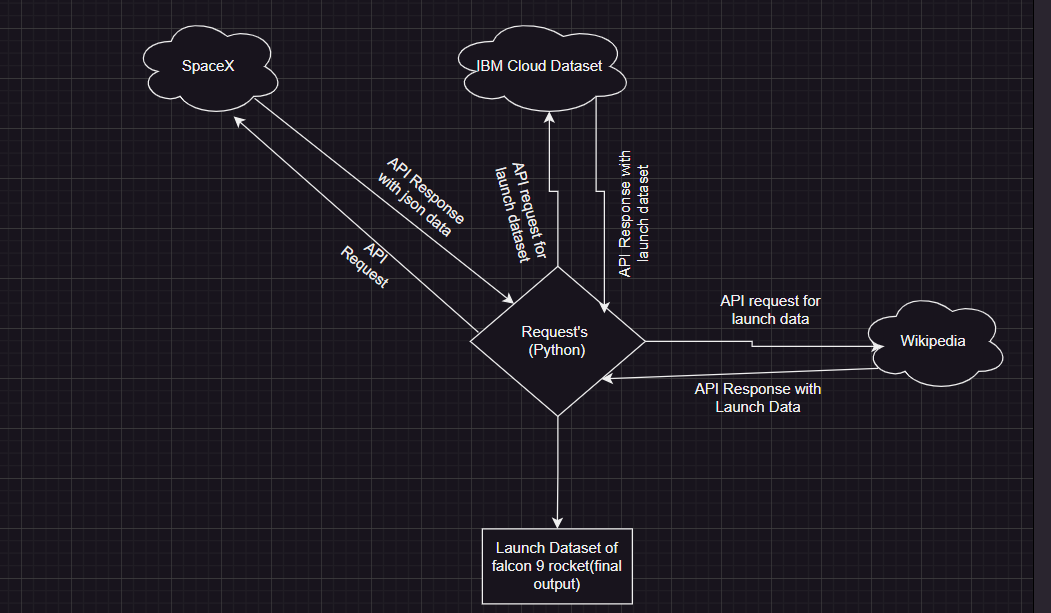 SpaceX
IBM Cloud Dataset
API Response
with json data
API
Request
API request for
launch dataset
API Response with
launch dataset
Request's
(Python)
API request for
launch data
Wikipedia
API Response with
Launch Data
Launch Dataset of
falcon 9 rocket(final
output)